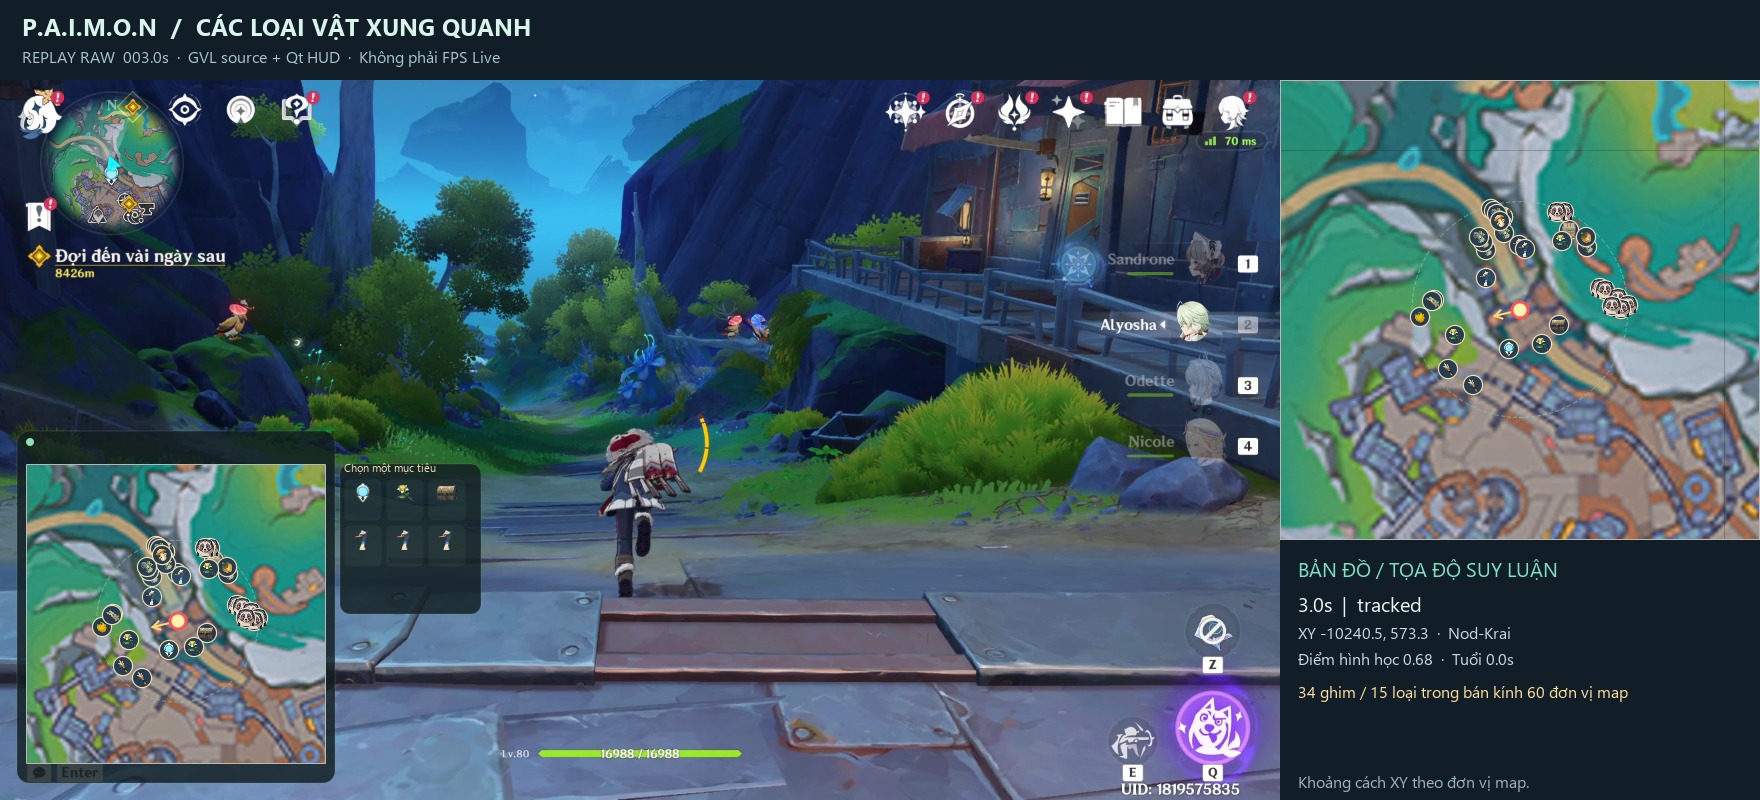 P.A.I.M.O.N / CÁC LOẠI VẬT XUNG QUANH
REPLAY RAW 003.0s · GVL source + Qt HUD · Không phải FPS Live
N
70 ms
Đợi đến vài ngày sau
8426m
Sandrone 1
Alyosha 2
Odette 3
Nicole 4
Chọn một mục tiêu
Enter
Lv.80 16988 / 16988
Z
E
Q
UID: 1819575835
BẢN ĐỒ / TỌA ĐỘ SUY LUẬN
3.0s | tracked
XY -10240.5, 573.3 · Nod-Krai
Điểm hình học 0.68 · Tuổi 0.0s
34 ghim / 15 loại trong bán kính 60 đơn vị map
Khoảng cách XY theo đơn vị map.